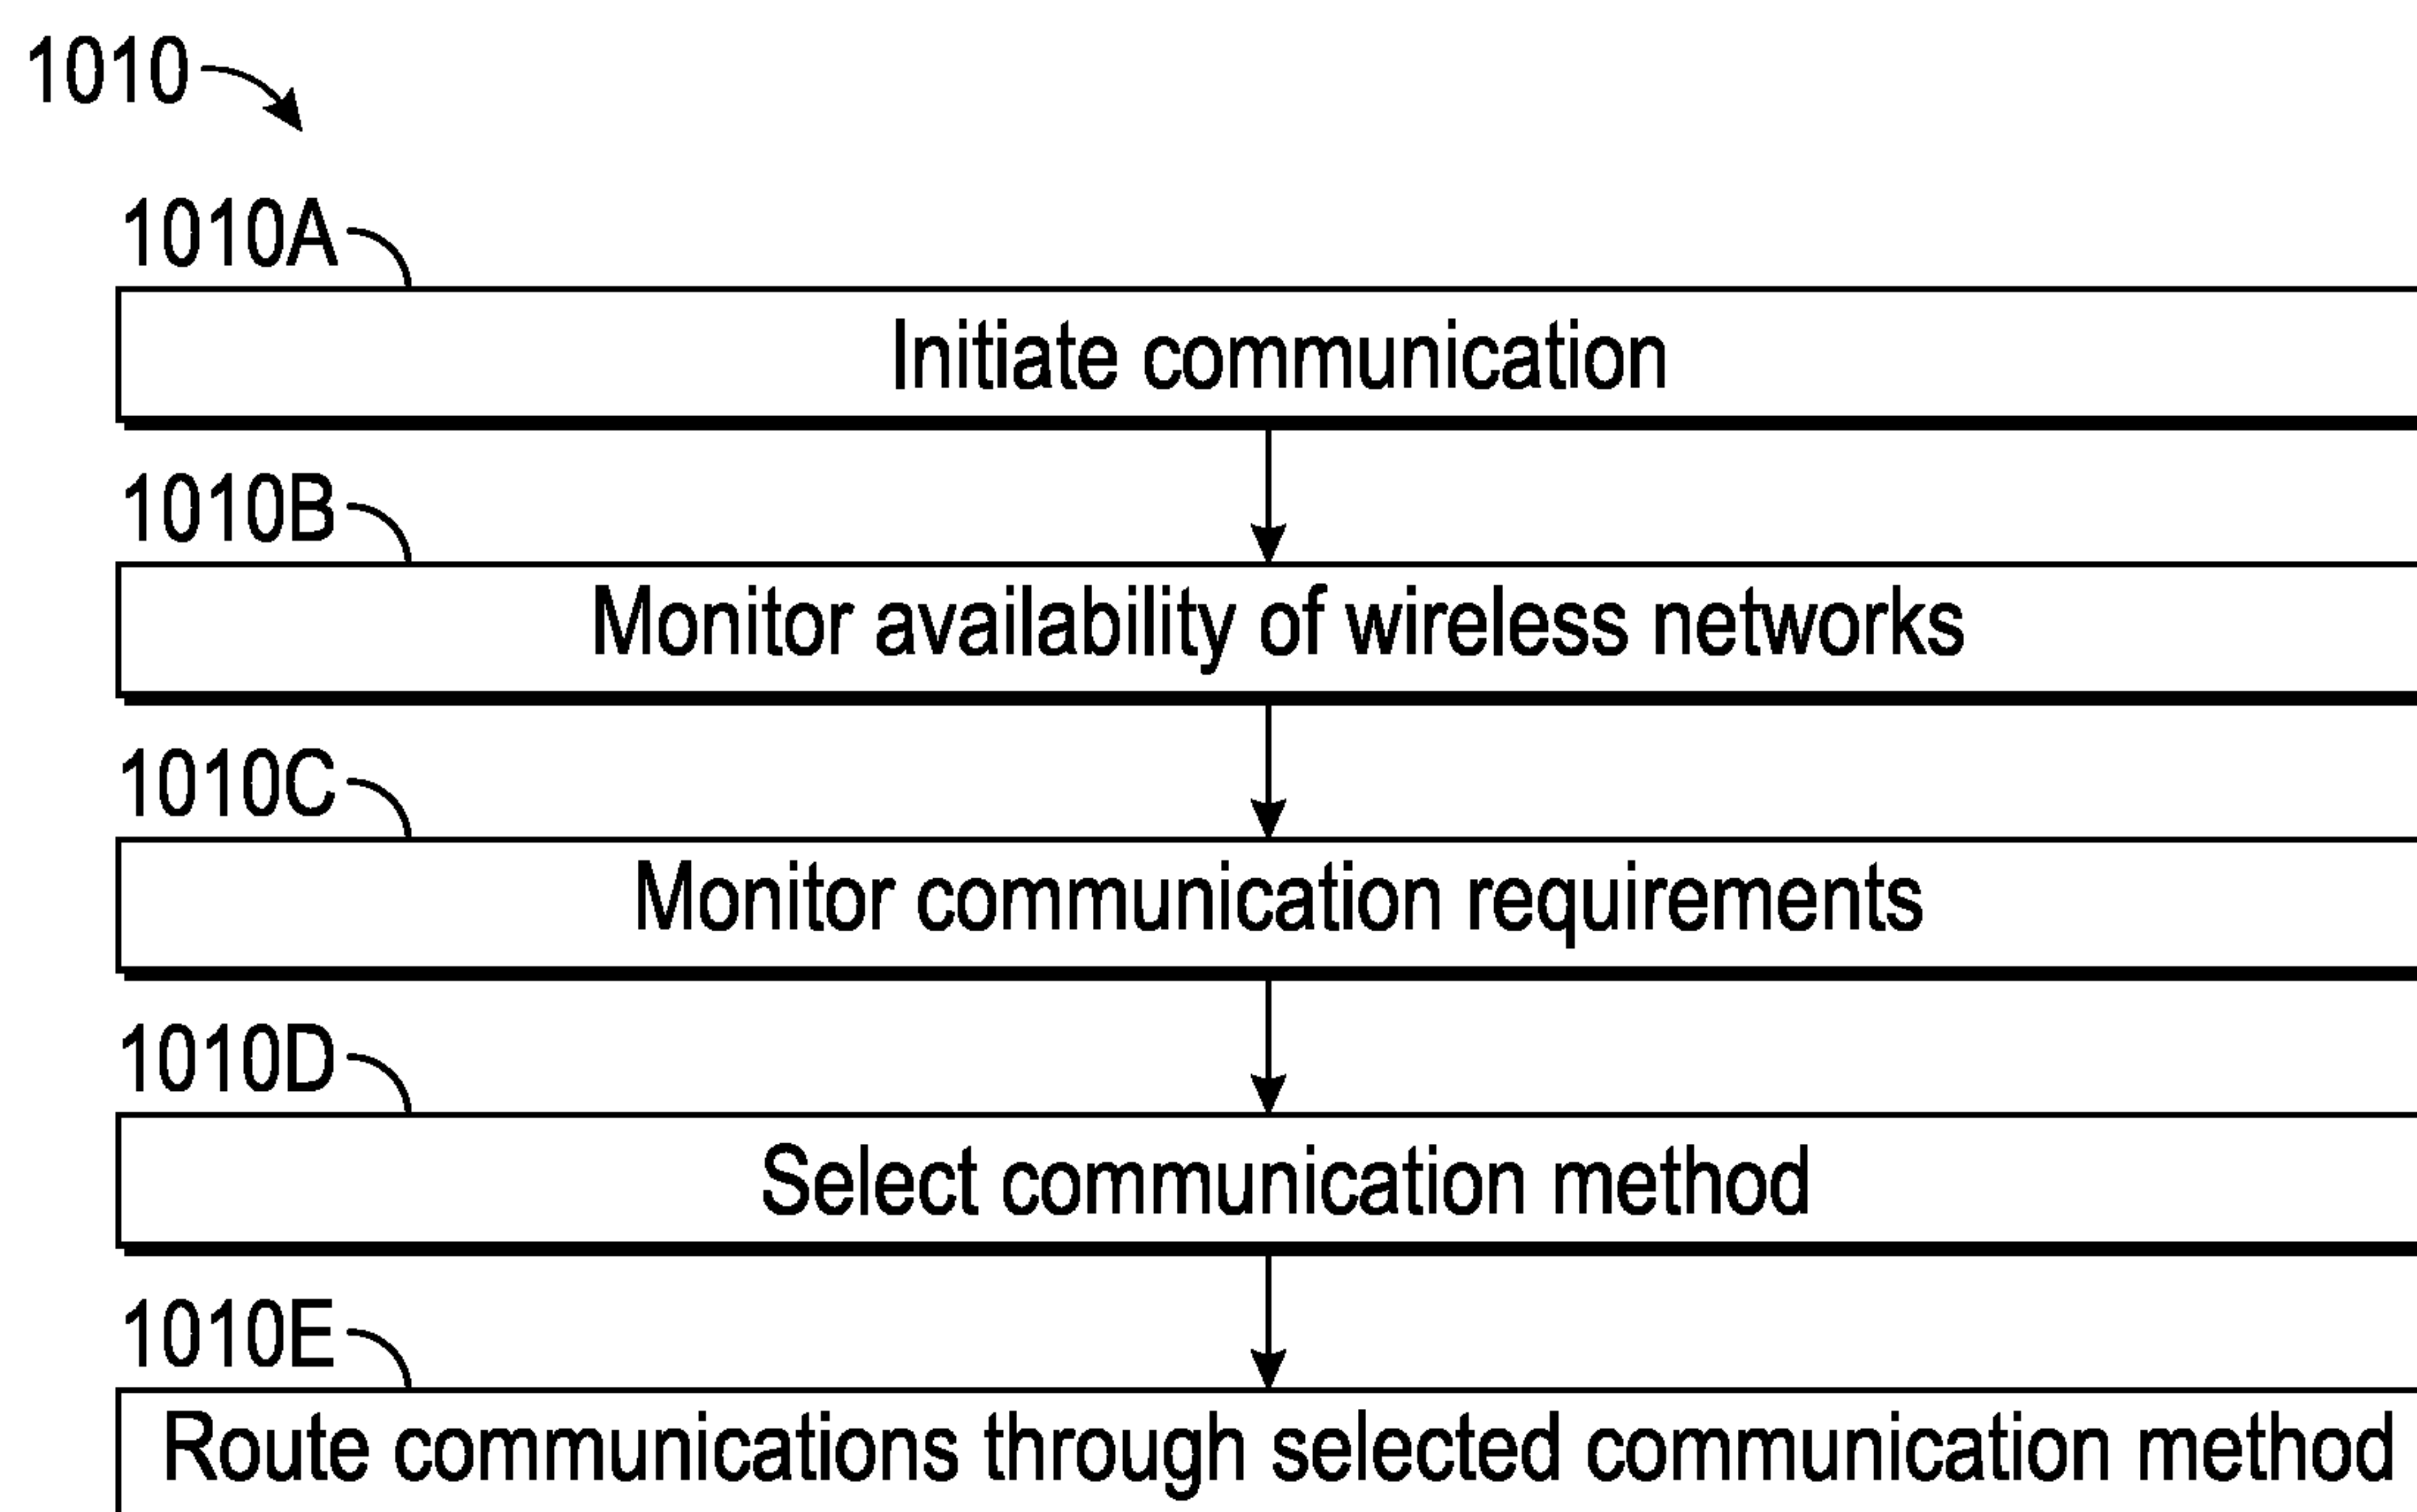 1010
1010A
Initiate communication
1010B
Monitor availability of wireless networks
1010C
Monitor communication requirements
1010D
Select communication method
1010E
Route communications through selected communication method